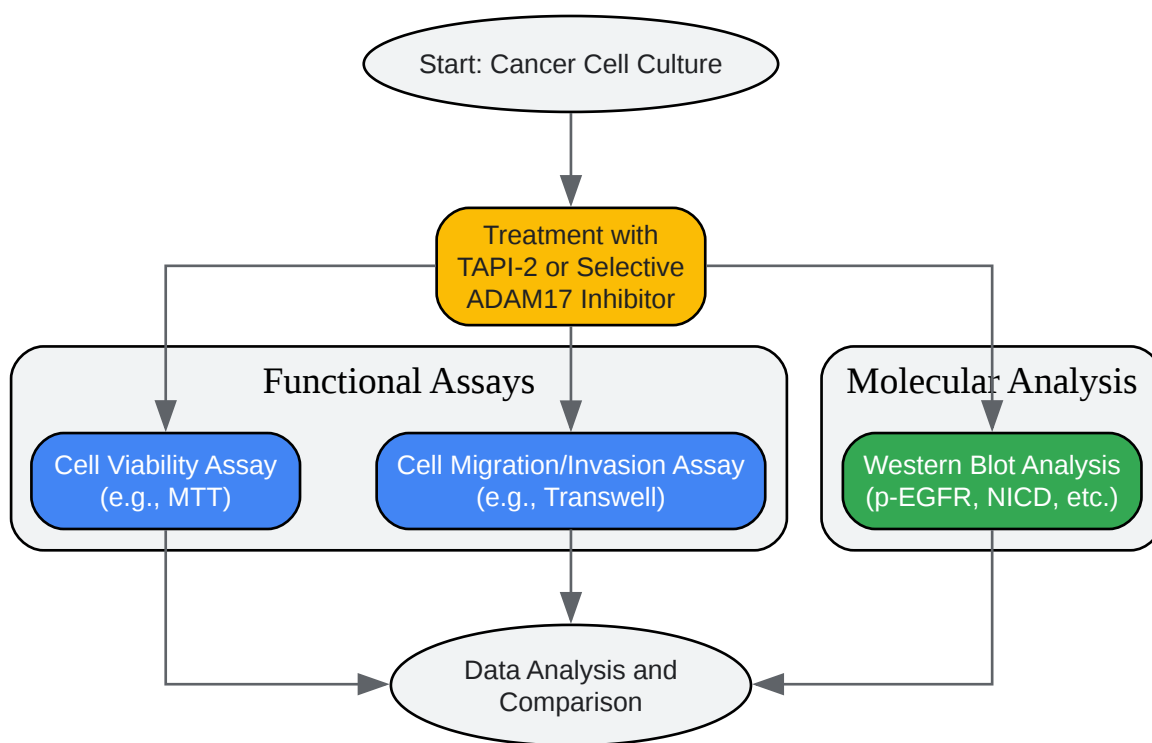 Start: Cancer Cell Culture
Treatment with
TAPI-2 or Selective
ADAM17 Inhibitor
Functional Assays
Molecular Analysis
Cell Viability Assay
(e.g., MTT)
Cell Migration/Invasion Assay
(e.g., Transwell)
Western Blot Analysis
(p-EGFR, NICD, etc.)
Data Analysis and
Comparison